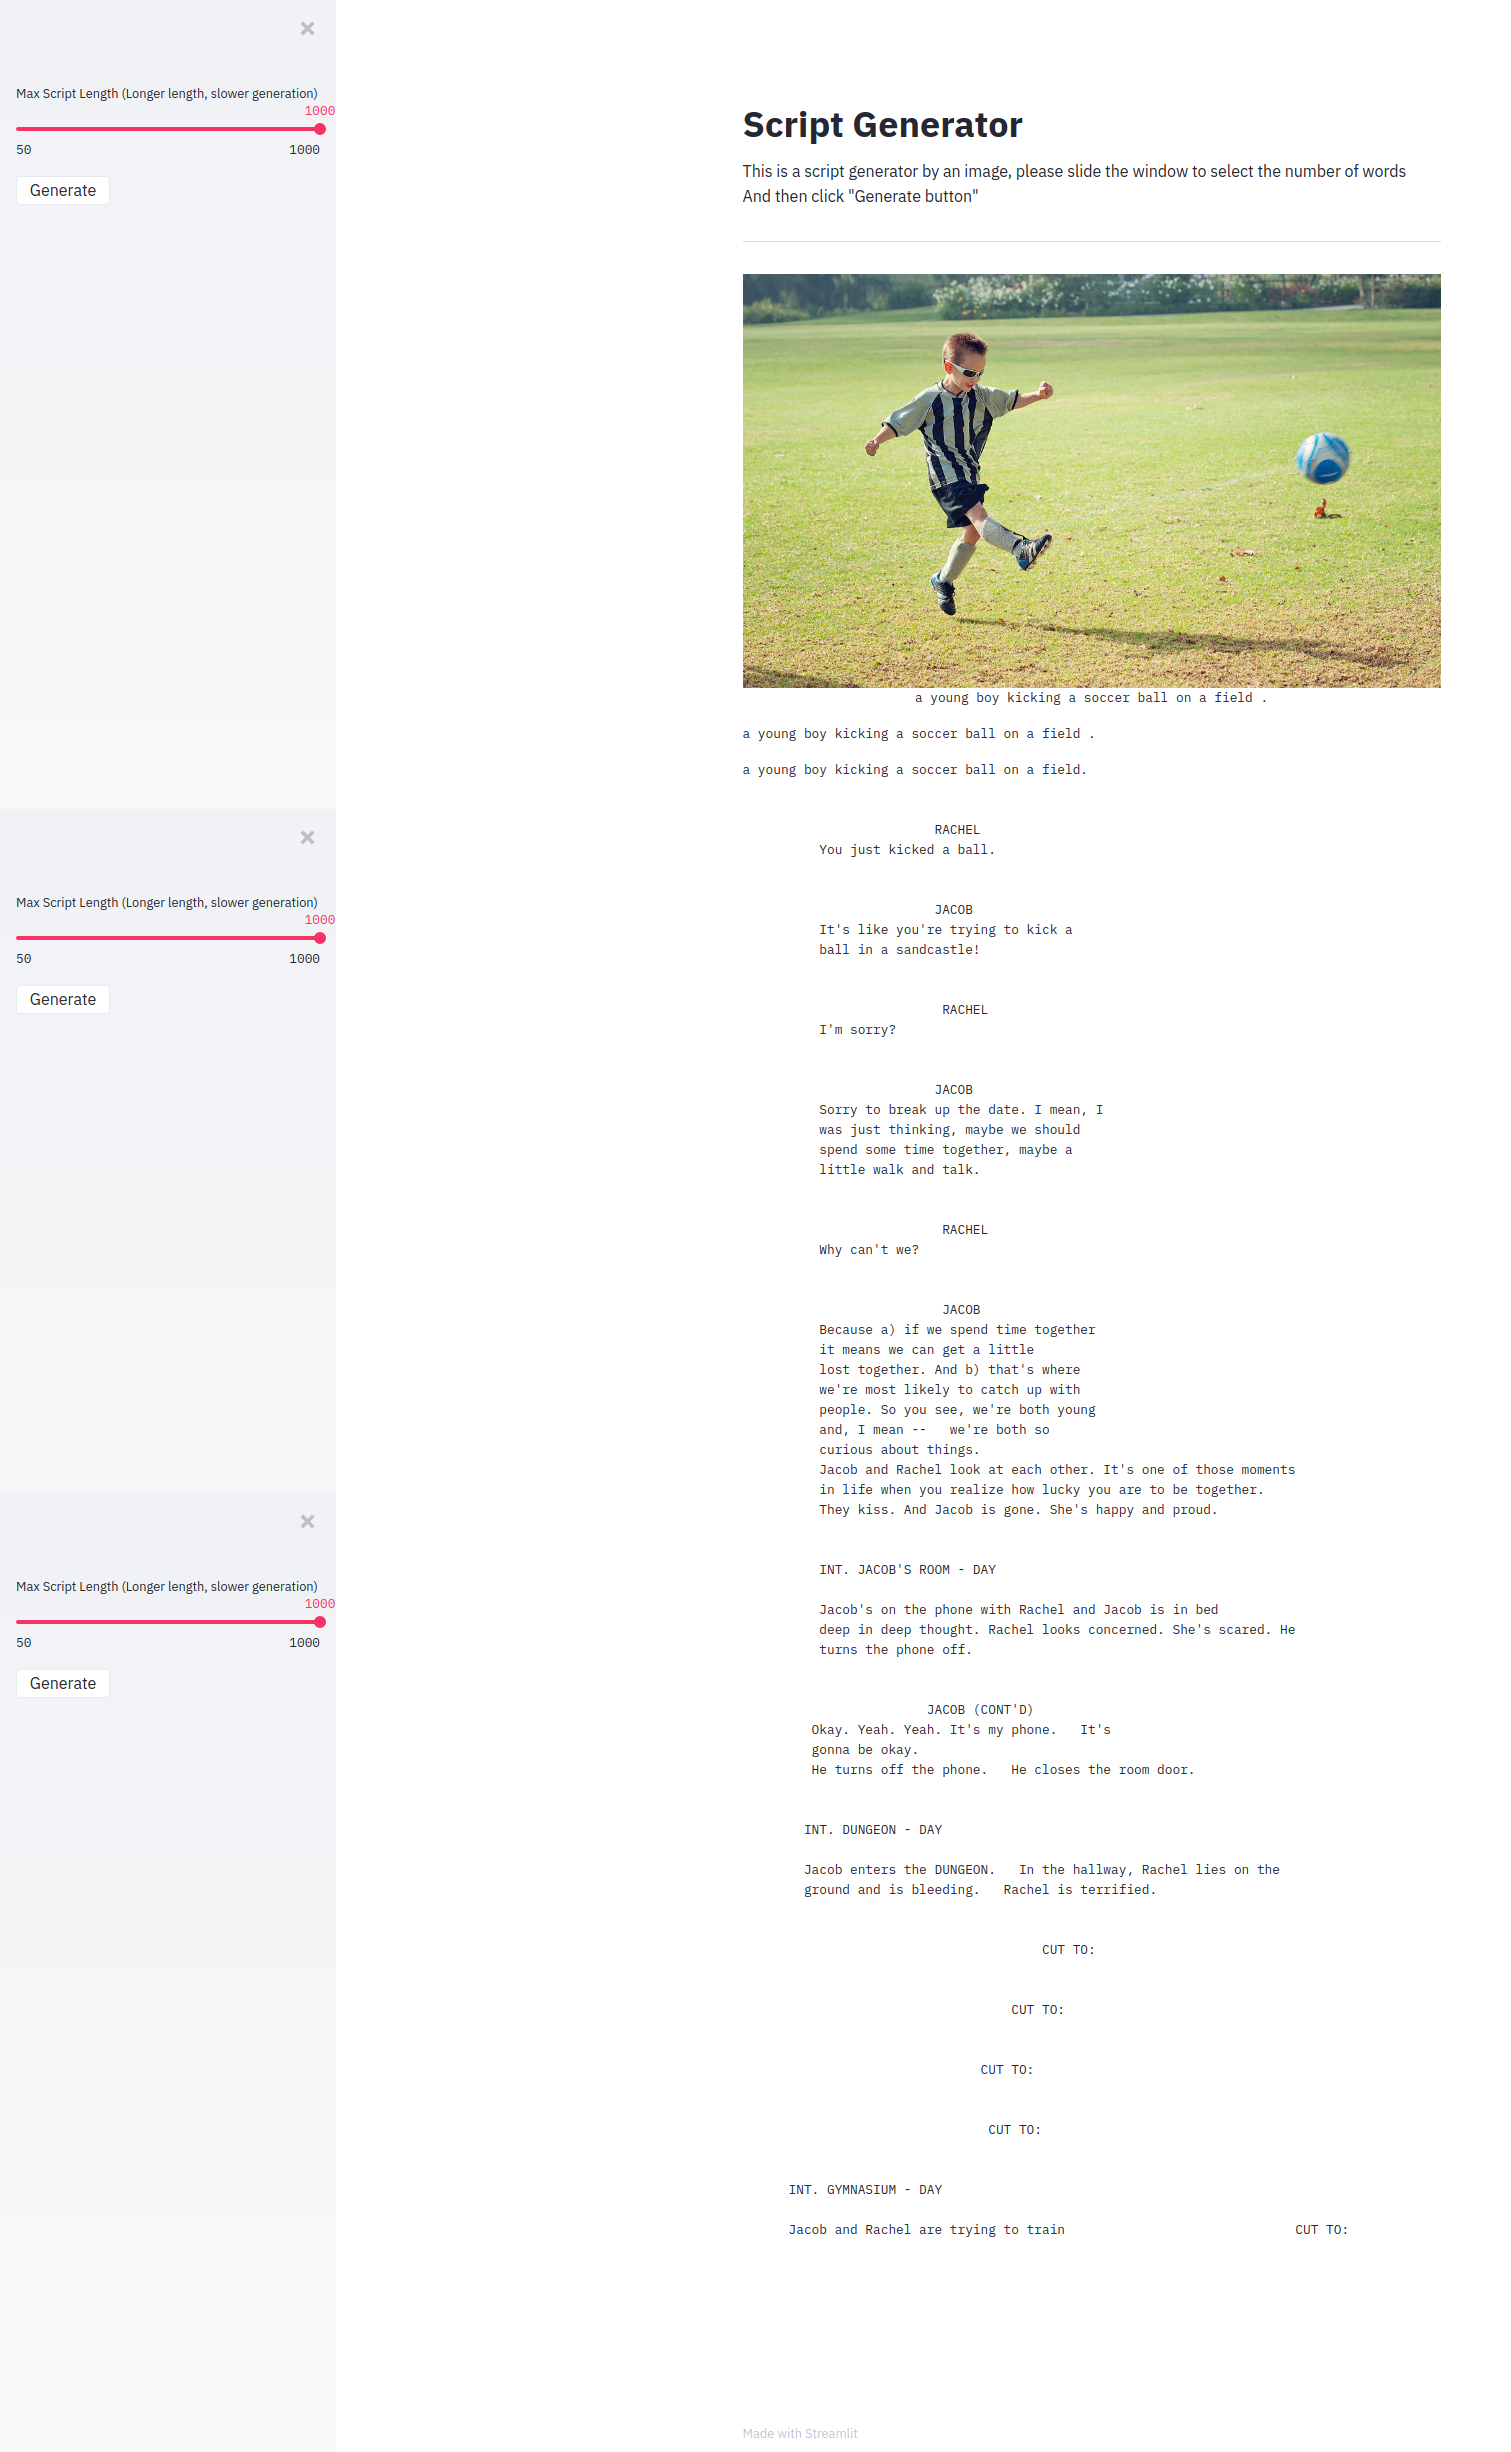 Max Script Length (Longer length, slower generation)
1000
50 1000
Generate
Script Generator
This is a script generator by an image, please slide the window to select the number of words
And then click "Generate button"
a young boy kicking a soccer ball on a field .
a young boy kicking a soccer ball on a field .
a young boy kicking a soccer ball on a field.
RACHEL
You just kicked a ball.
JACOB
It's like you're trying to kick a
ball in a sandcastle!
RACHEL
I'm sorry?
JACOB
Sorry to break up the date. I mean, I
was just thinking, maybe we should
spend some time together, maybe a
little walk and talk.
RACHEL
Why can't we?
JACOB
Because a) if we spend time together
it means we can get a little
lost together. And b) that's where
we're most likely to catch up with
people. So you see, we're both young
and, I mean --   we're both so
curious about things.
Jacob and Rachel look at each other. It's one of those moments
in life when you realize how lucky you are to be together.
They kiss. And Jacob is gone. She's happy and proud.
INT. JACOB'S ROOM - DAY
Jacob's on the phone with Rachel and Jacob is in bed
deep in deep thought. Rachel looks concerned. She's scared. He
turns the phone off.
JACOB (CONT'D)
Okay. Yeah. Yeah. It's my phone.   It's
gonna be okay.
He turns off the phone.   He closes the room door.
INT. DUNGEON - DAY
Jacob enters the DUNGEON.   In the hallway, Rachel lies on the
ground and is bleeding.   Rachel is terrified.
CUT TO:
CUT TO:
CUT TO:
CUT TO:
INT. GYMNASIUM - DAY
Jacob and Rachel are trying to train CUT TO:
Made with Streamlit
Max Script Length (Longer length, slower generation)
1000
50 1000
Generate
Max Script Length (Longer length, slower generation)
1000
50 1000
Generate